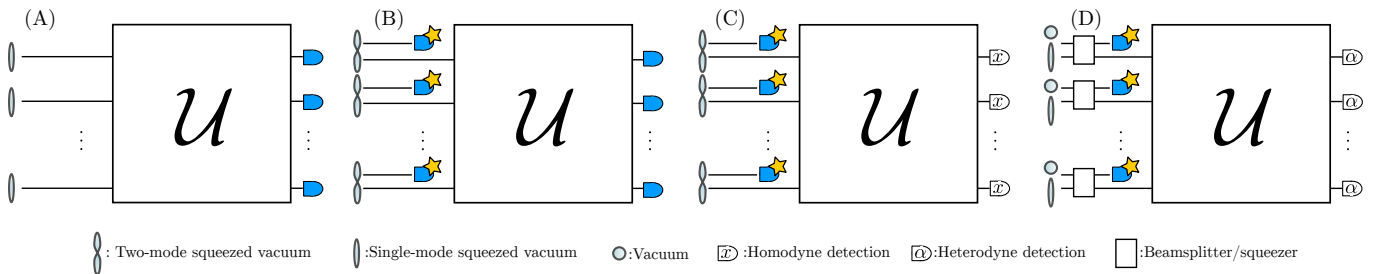 (A) (B) (C) (D)
x α
𝒰 𝒰 𝒰 𝒰
x α
x α
: Two-mode squeezed vacuum :Single-mode squeezed vacuum :Vacuum x :Homodyne detection α :Heterodyne detection :Beamsplitter/squeezer